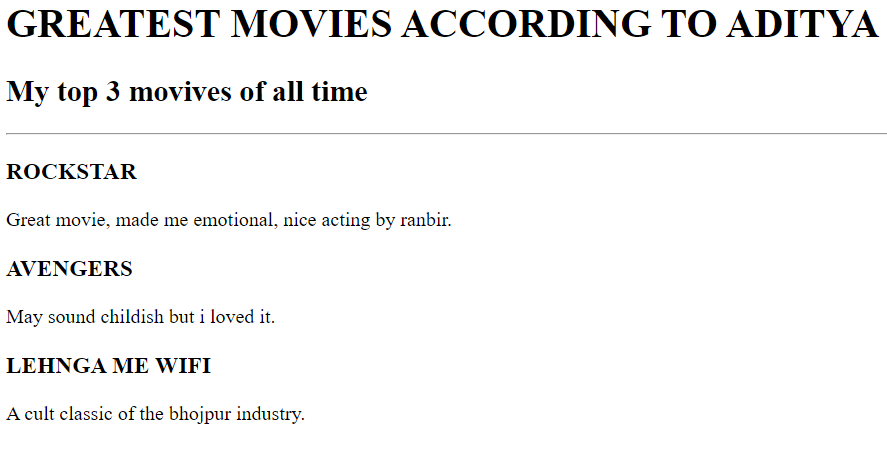 GREATEST MOVIES ACCORDING TO ADITYA
My top 3 movives of all time
ROCKSTAR
Great movie, made me emotional, nice acting by ranbir.
AVENGERS
May sound childish but i loved it.
LEHNGA ME WIFI
A cult classic of the bhojpur industry.